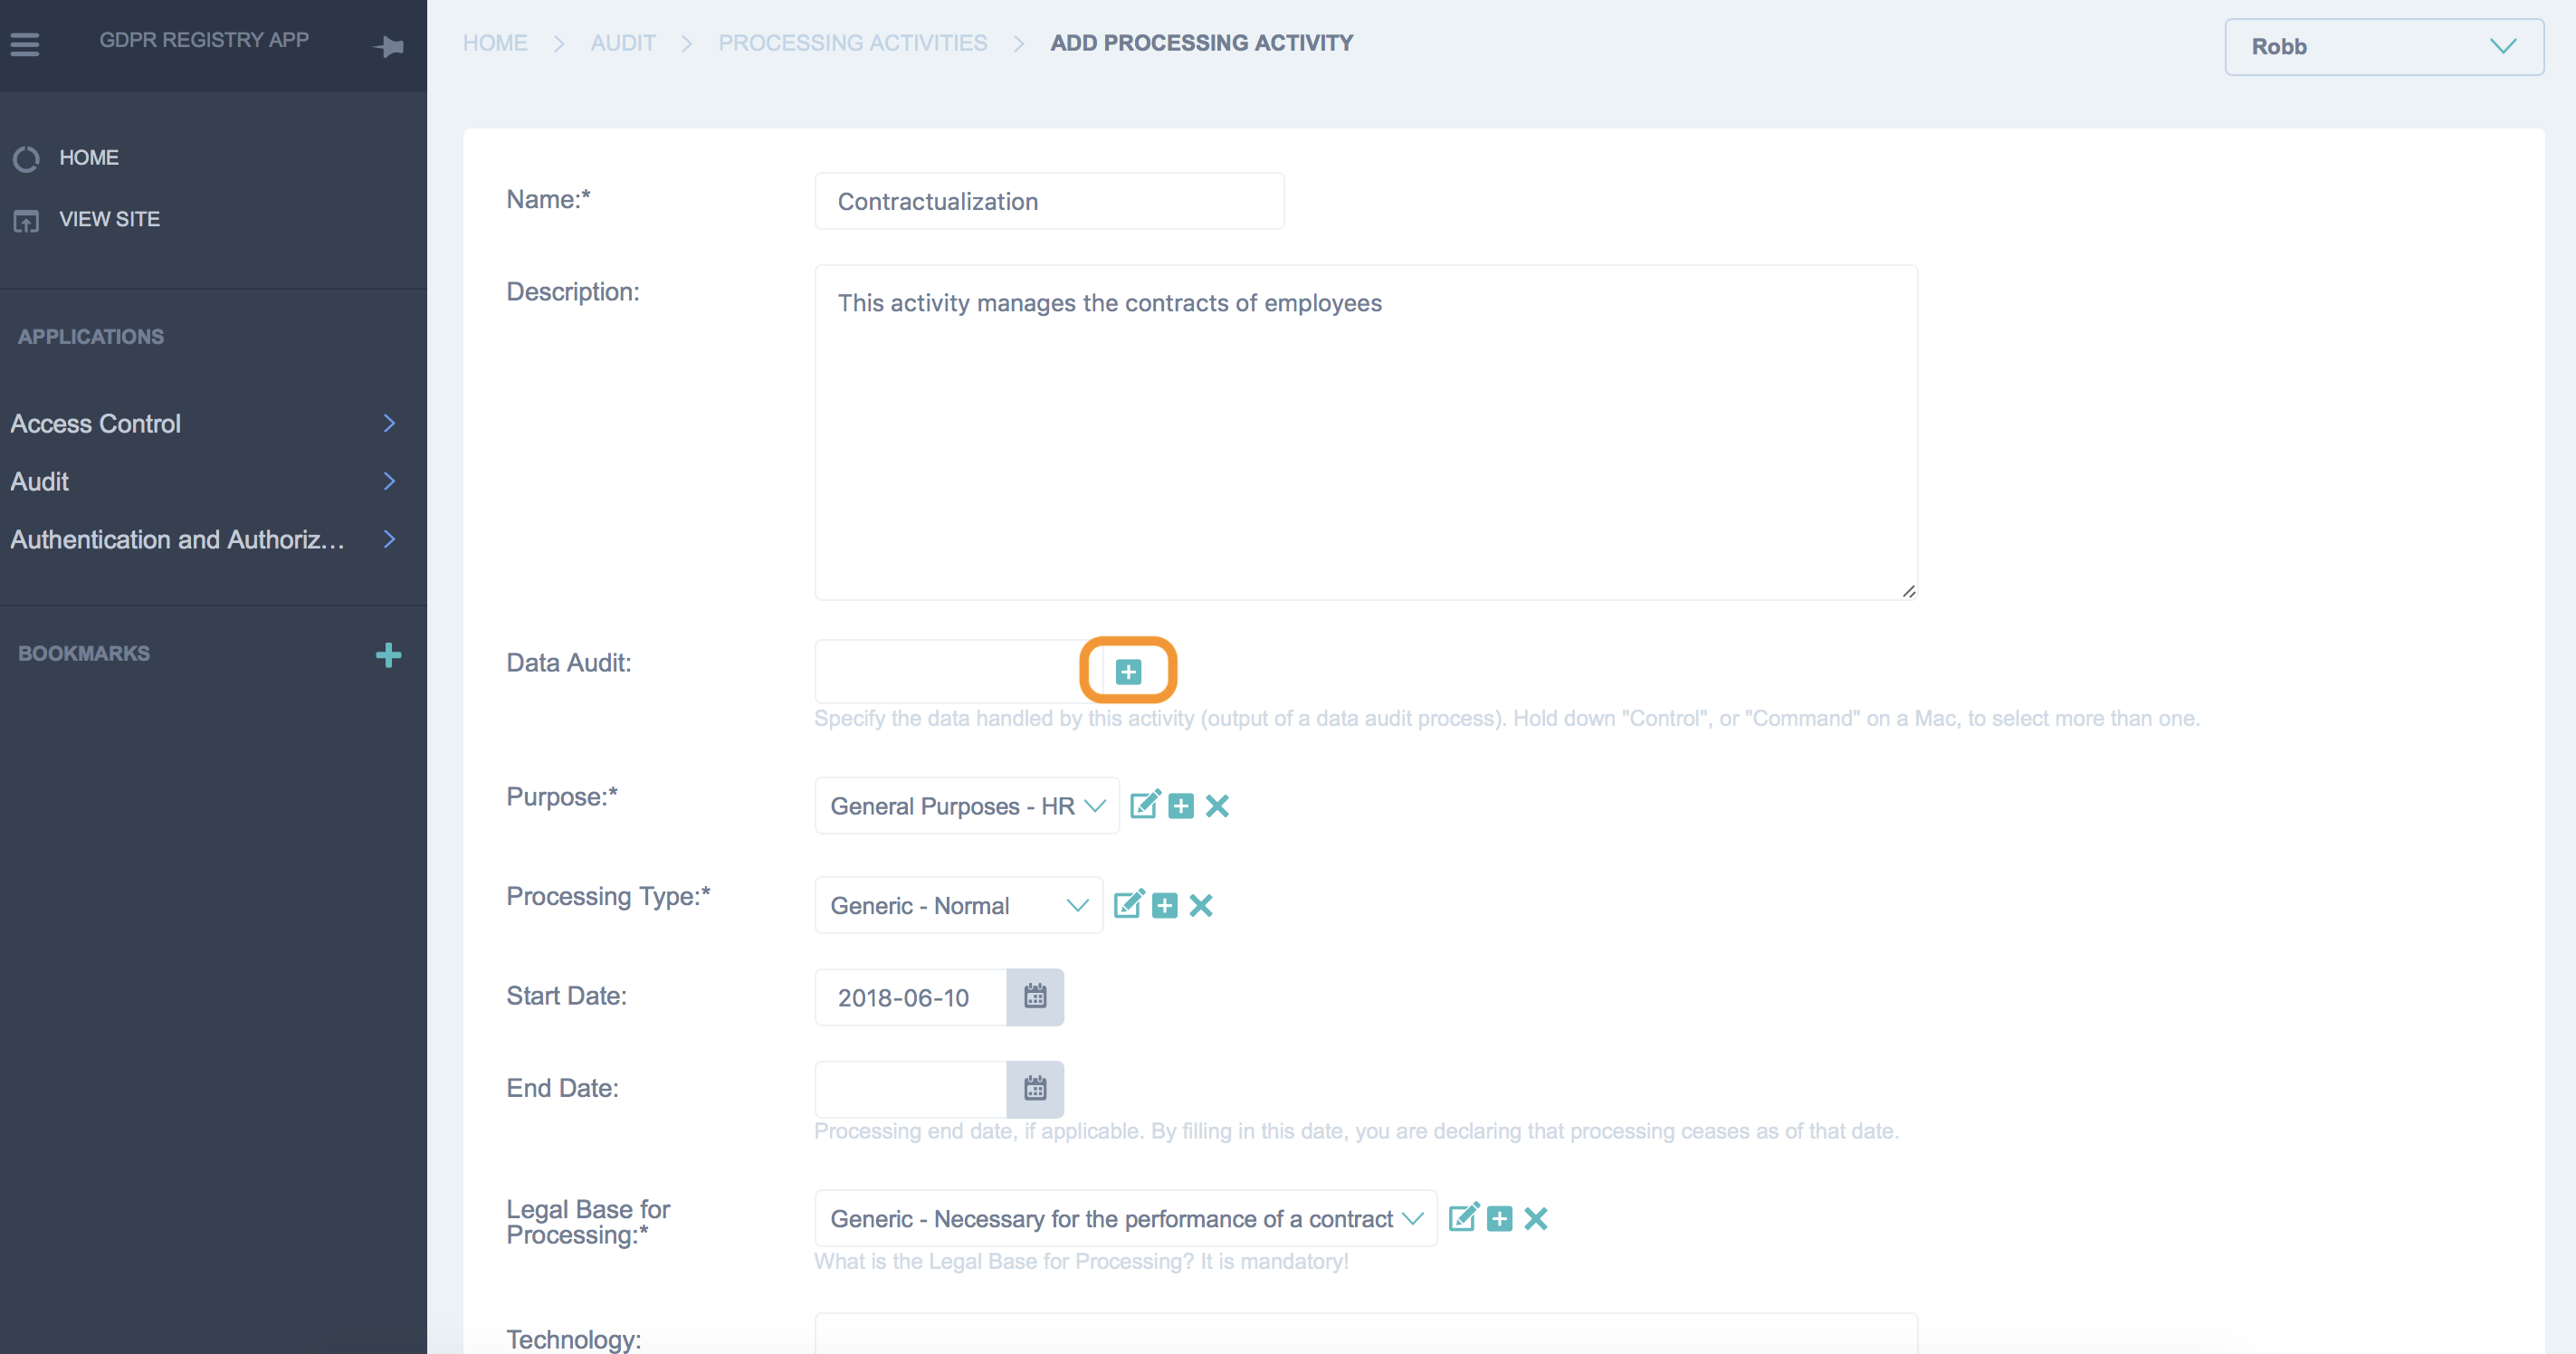 GDPR REGISTRY APP
HOME
VIEW SITE
APPLICATIONS
Access Control
Audit
Authentication and Authoriz...
BOOKMARKS
HOME > AUDIT > PROCESSING ACTIVITIES > ADD PROCESSING ACTIVITY
Robb
Name:*
Contractualization
Description:
This activity manages the contracts of employees
Data Audit:
Specify the data handled by this activity (output of a data audit process). Hold down "Control", or "Command" on a Mac, to select more than one.
Purpose:*
General Purposes - HR
Processing Type:*
Generic - Normal
Start Date:
2018-06-10
End Date:
Processing end date, if applicable. By filling in this date, you are declaring that processing ceases as of that date.
Legal Base for
Processing:*
Generic - Necessary for the performance of a contract
What is the Legal Base for Processing? It is mandatory!
Technology: